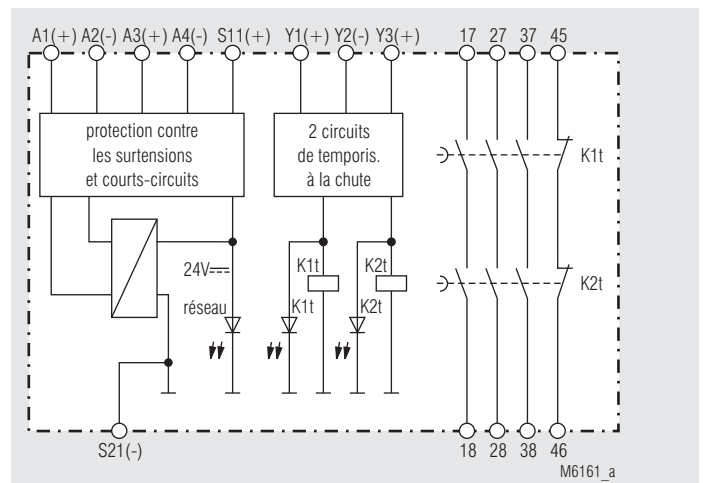 A1(+) A2(-) A3(+) A4(-) S11(+) Y1(+) Y2(-) Y3(+) 17 27 37 45
protection contre
les surtensions
et courts-circuits
2 circuits
de temporis.
à la chute
K1t
24V
K1t
K2t
K2t
réseau
K1t
K2t
S21(-)
18 28 38 46
M6161_a